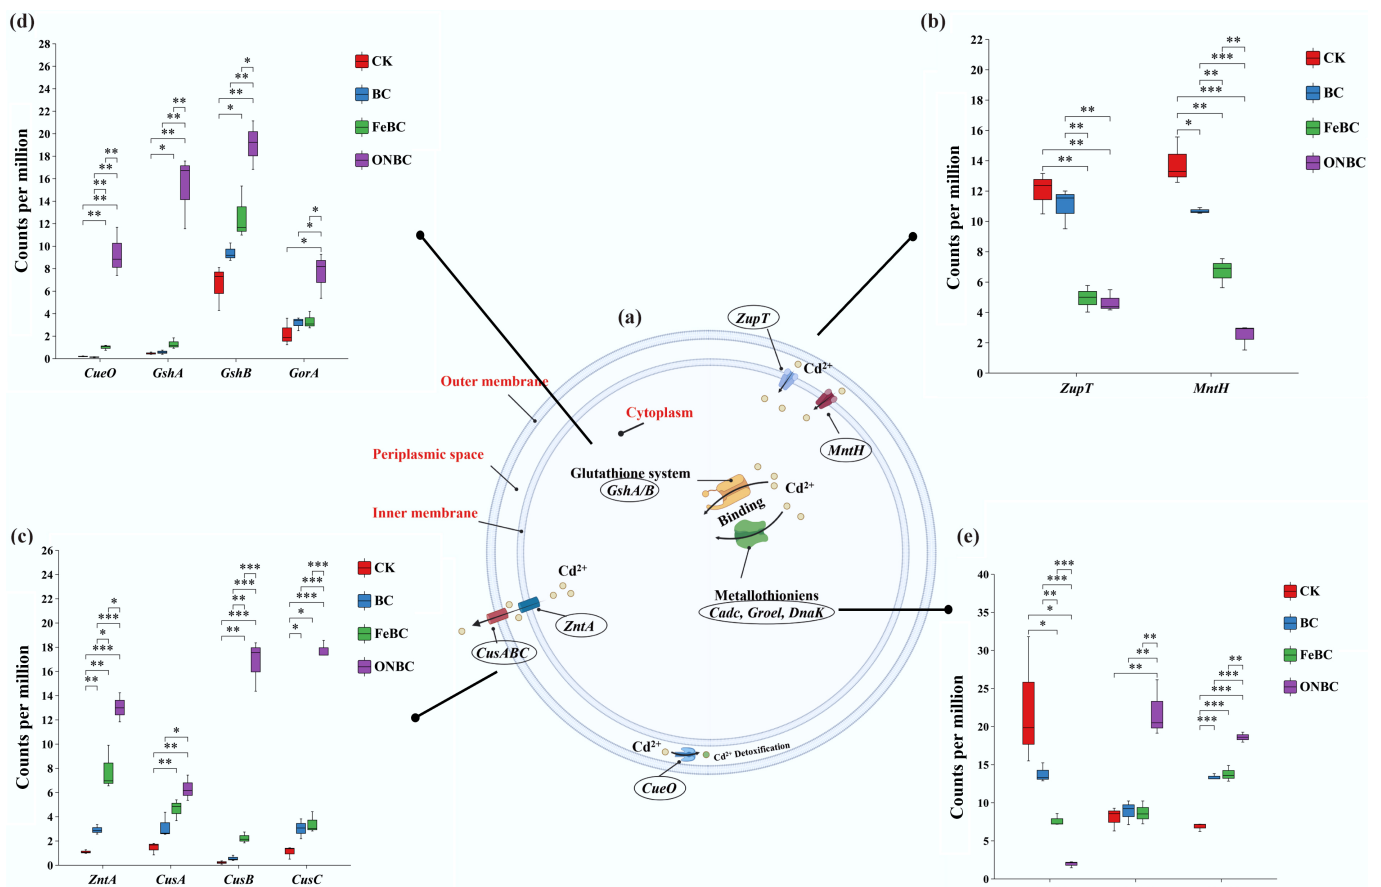 (d)
Counts per million
28
26
24
22
20
18
16
14
12
10
8
6
4
2
0
CueO GshA GshB GorA
** ** ** ** **
* ** ** **
* ** ** *
* * *
CK
BC
FeBC
ONBC
(b)
Counts per million
22
20
18
16
14
12
10
8
6
4
2
0
ZupT MntH
** ** ** **
* ** *** ** *** **
CK
BC
FeBC
ONBC
(a)
ZupT
Cd2+
MntH
Outer membrane
Cytoplasm
Periplasmic space
Inner membrane
Glutathione system
GshA/B
Cd2+
Binding
Metallothioniens
Cadc, Groel, DnaK
Cd2+
ZntA
CusABC
Cd2+
Cd2+ Detoxification
CueO
(c)
Counts per million
26
24
22
20
18
16
14
12
10
8
6
4
2
0
ZntA CusA CusB CusC
** ** *** * *** *
** ** *
** *** ** *** ***
* * *** *** ***
CK
BC
FeBC
ONBC
(e)
Counts per million
40
35
30
25
20
15
10
5
0
* * ** *** ***
** ** **
*** *** *** *** **
CK
BC
FeBC
ONBC